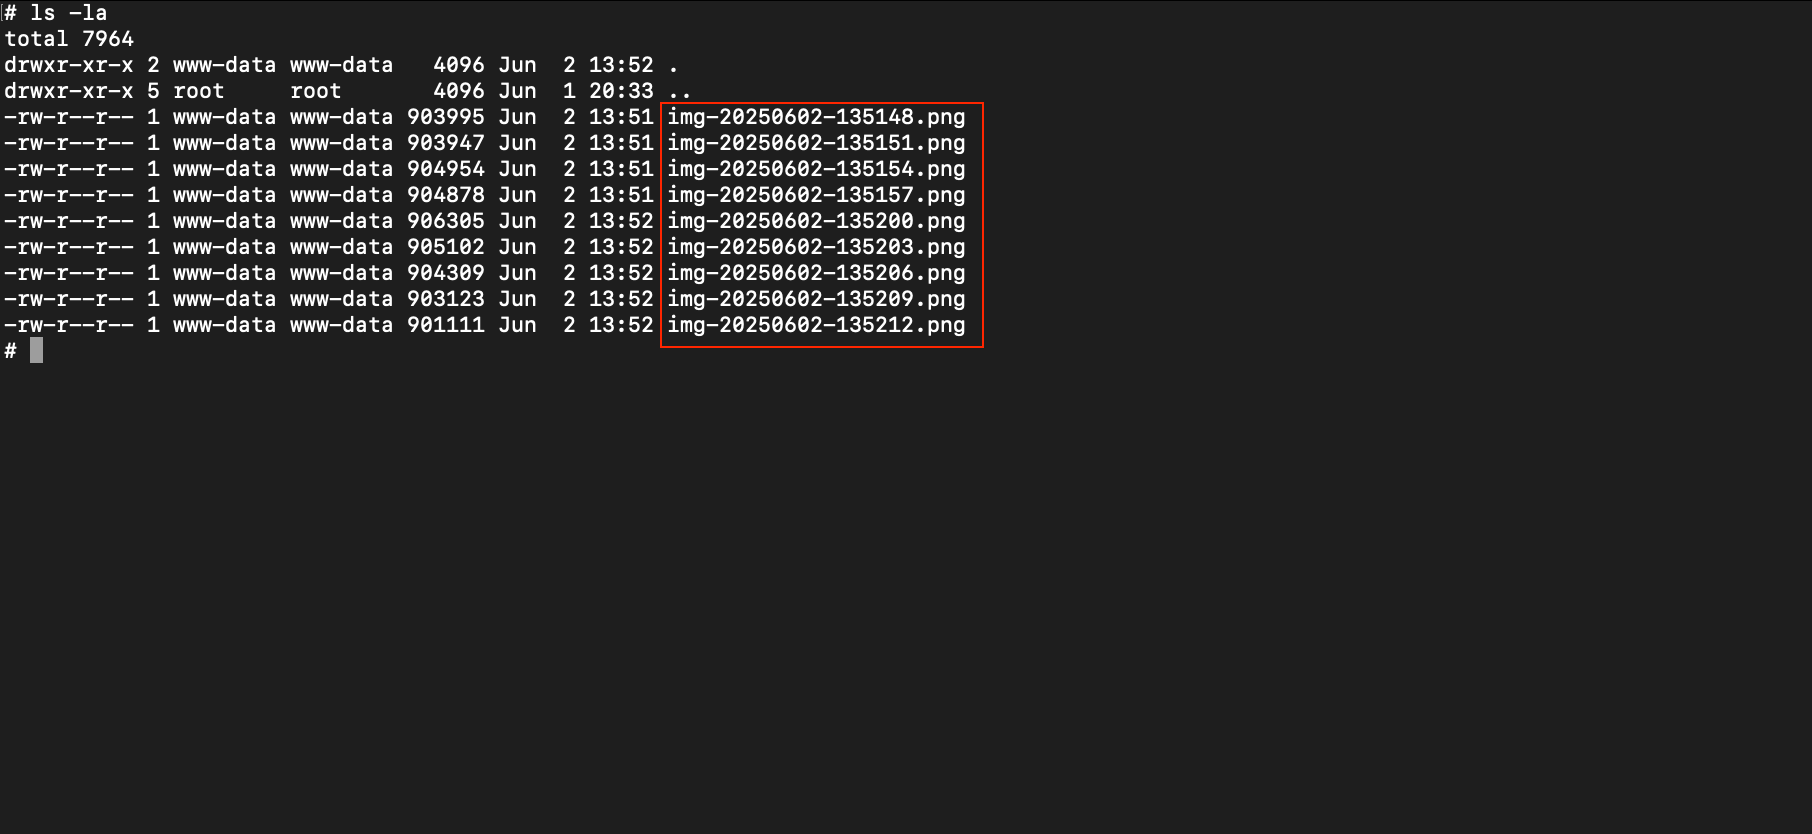 # ls -la
total 7964
drwxr-xr-x 2 www-data www-data   4096 Jun  2 13:52 .
drwxr-xr-x 5 root     root       4096 Jun  1 20:33 ..
-rw-r--r-- 1 www-data www-data 903995 Jun  2 13:51 img-20250602-135148.png
-rw-r--r-- 1 www-data www-data 903947 Jun  2 13:51 img-20250602-135151.png
-rw-r--r-- 1 www-data www-data 904954 Jun  2 13:51 img-20250602-135154.png
-rw-r--r-- 1 www-data www-data 904878 Jun  2 13:51 img-20250602-135157.png
-rw-r--r-- 1 www-data www-data 906305 Jun  2 13:52 img-20250602-135200.png
-rw-r--r-- 1 www-data www-data 905102 Jun  2 13:52 img-20250602-135203.png
-rw-r--r-- 1 www-data www-data 904309 Jun  2 13:52 img-20250602-135206.png
-rw-r--r-- 1 www-data www-data 903123 Jun  2 13:52 img-20250602-135209.png
-rw-r--r-- 1 www-data www-data 901111 Jun  2 13:52 img-20250602-135212.png
#